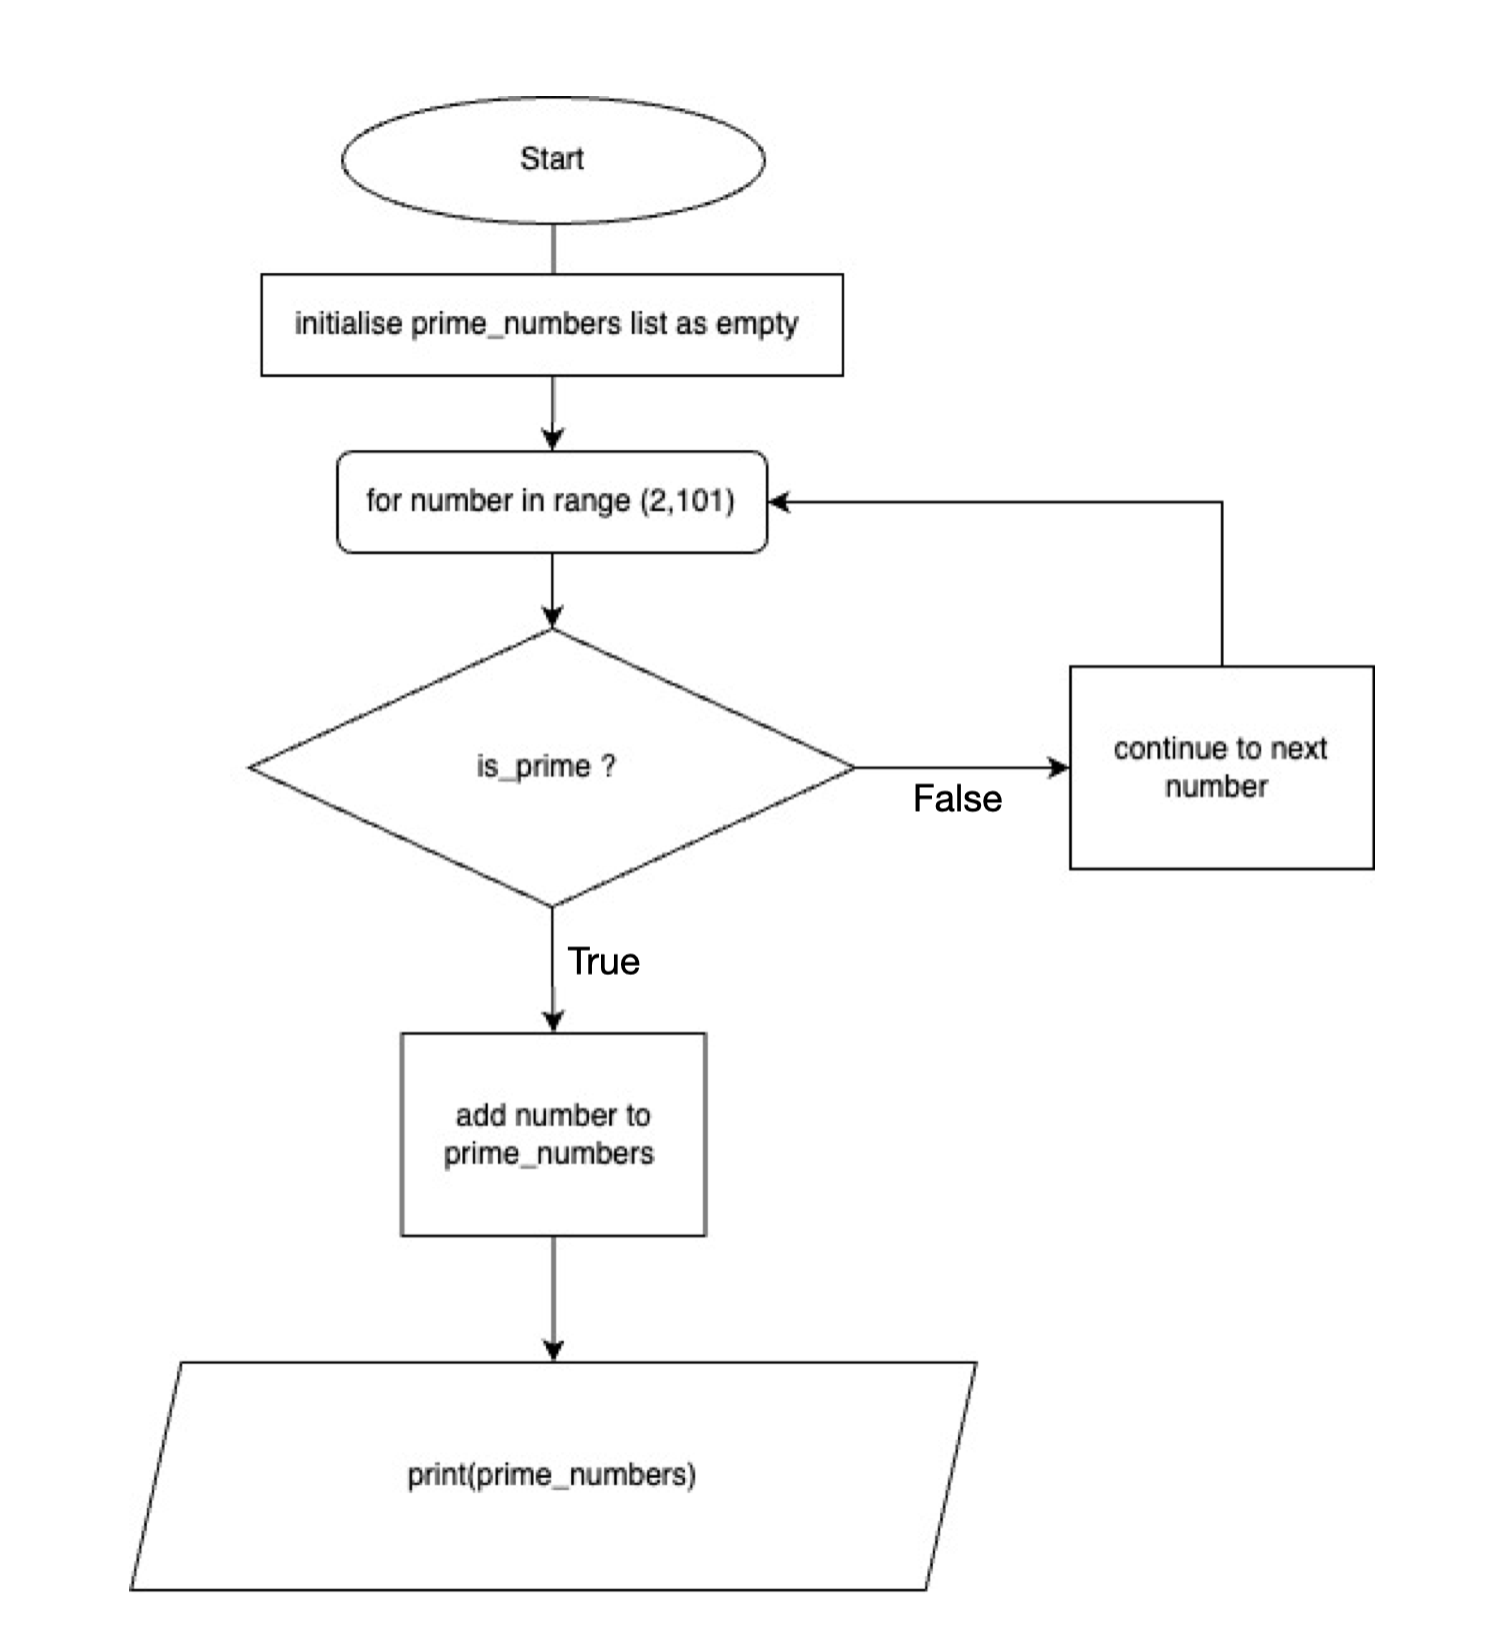 Start
initialise prime_numbers list as empty
for number in range (2,101)
is_prime ?
False
continue to next
number
True
add number to
prime_numbers
print(prime_numbers)